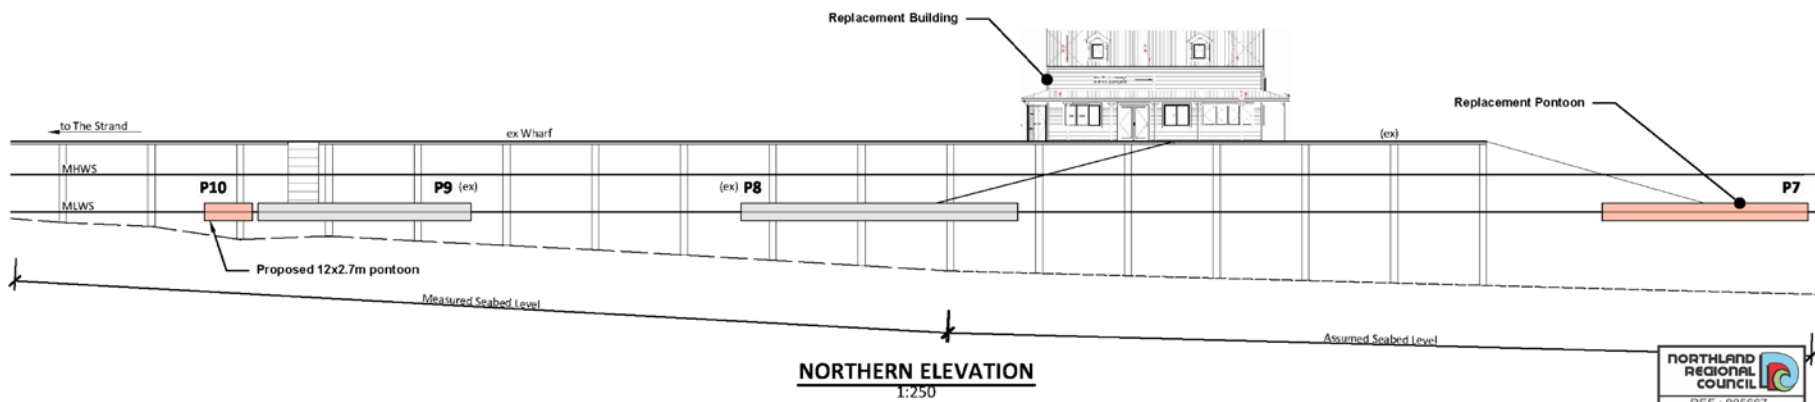 Replacement Building
Replacement Pontoon
to The Strand
ex Wharf
(ex)
MHWS
P10
P9 (ex)
(ex) P8
P7
MLWS
Proposed 12x2.7m pontoon
Measured Seabed Level
Assumed Seabed Level
NORTHERN ELEVATION
1:250
NORTHLAND
REGIONAL
COUNCIL